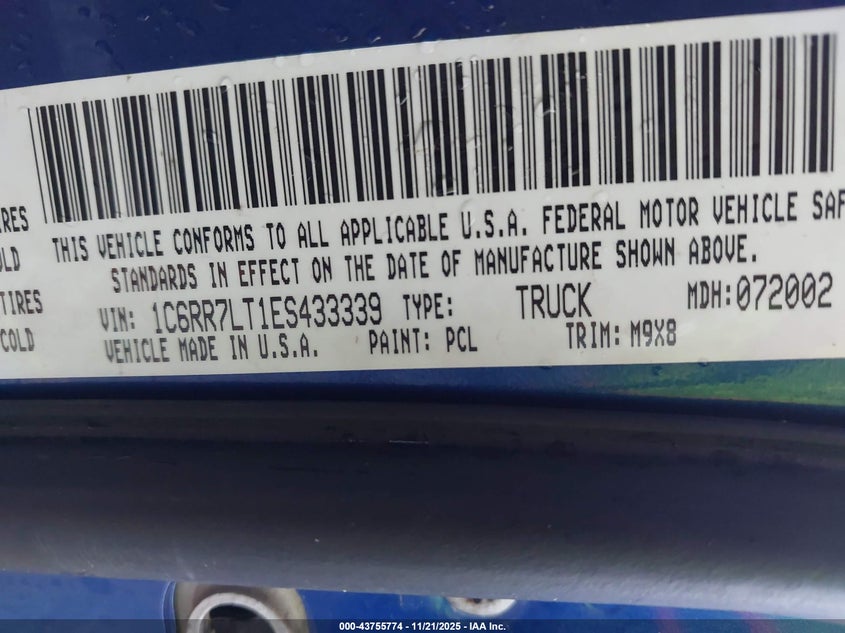 IRES
THIS VEHICLE CONFORMS TO ALL APPLICABLE U.S.A. FEDERAL MOTOR VEHICLE SAF
OLD
STANDARDS IN EFFECT ON THE DATE OF MANUFACTURE SHOWN ABOVE.
TIRES
VIN: 1C6RR7LT1ES433339 TYPE: TRUCK MDH:072002
COLD
VEHICLE MADE IN U.S.A. PAINT: PCL TRIM: M9X8
000-43755774 - 11/21/2025 - IAA Inc.